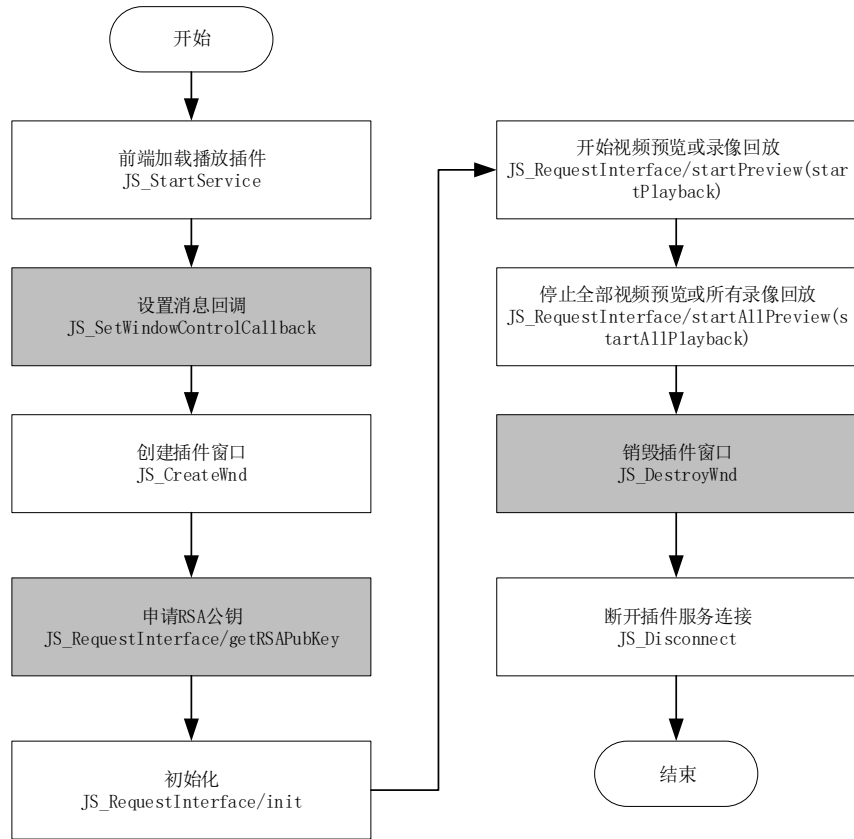 开始
前端加载播放插件
JS_StartService
设置消息回调
JS_SetWindowControlCallback
创建插件窗口
JS_CreateWnd
申请RSA公钥
JS_RequestInterface/getRSAPubKey
初始化
JS_RequestInterface/init
开始视频预览或录像回放
JS_RequestInterface/startPreview(star
tPlayback)
停止全部视频预览或所有录像回放
JS_RequestInterface/startAllPreview(s
tartAllPlayback)
销毁插件窗口
JS_DestroyWnd
断开插件服务连接
JS_Disconnect
结束